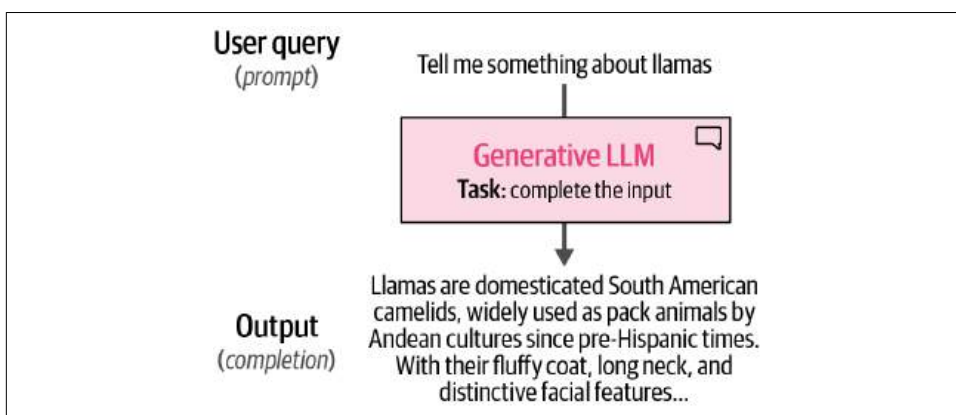 User query
(prompt)
Tell me something about llamas
Generative LLM
Task: complete the input
Output
(completion)
Llamas are domesticated South American
camelids, widely used as pack animals by
Andean cultures since pre-Hispanic times.
With their fluffy coat, long neck, and
distinctive facial features...